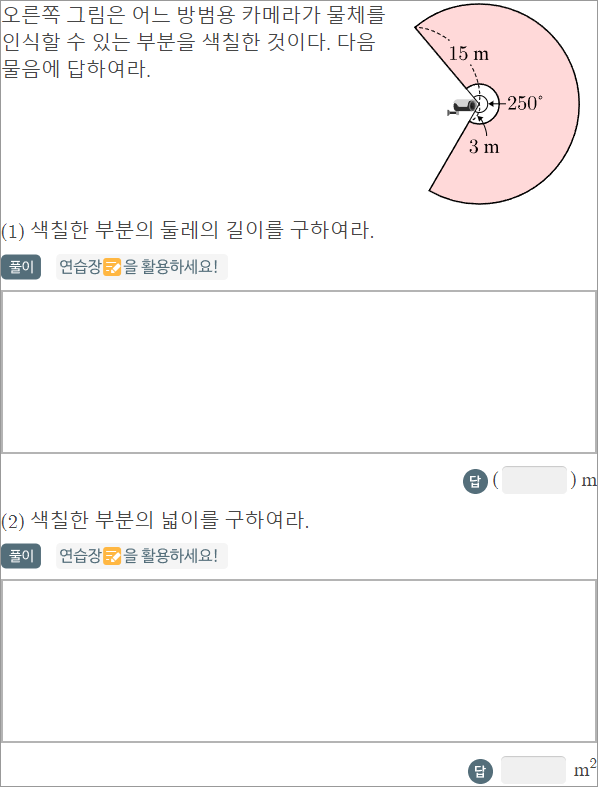 오른쪽 그림은 어느 방범용 카메라가 물체를
인식할 수 있는 부분을 색칠한 것이다. 다음
물음에 답하여라.
15 m
250°
3 m
(1) 색칠한 부분의 둘레의 길이를 구하여라.
풀이 연습장을 활용하세요!
답 ( ) m
(2) 색칠한 부분의 넓이를 구하여라.
풀이 연습장을 활용하세요!
답 m²